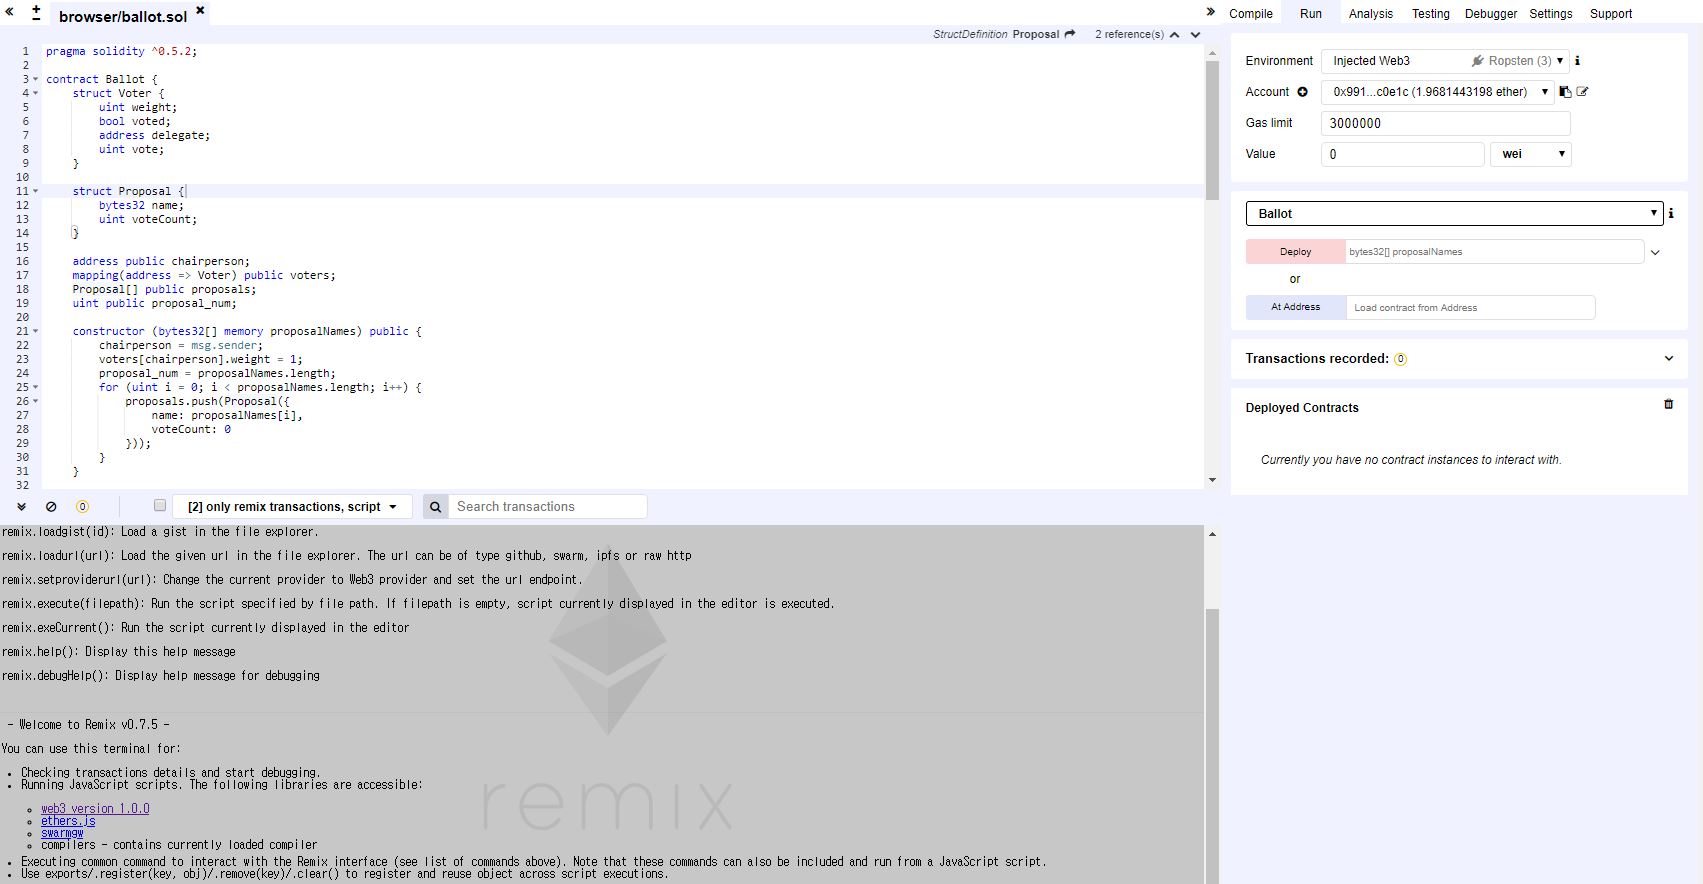 browser/ballot.sol
StructDefinition Proposal 2 reference(s)
1 pragma solidity ^0.5.2;
2
3 contract Ballot {
4 struct Voter {
5 uint weight;
6 bool voted;
7 address delegate;
8 uint vote;
9 }
10
11 struct Proposal {
12 bytes32 name;
13 uint voteCount;
14 }
15
16 address public chairperson;
17 mapping(address => Voter) public voters;
18 Proposal[] public proposals;
19 uint public proposal_num;
20
21 constructor (bytes32[] memory proposalNames) public {
22 chairperson = msg.sender;
23 voters[chairperson].weight = 1;
24 proposal_num = proposalNames.length;
25 for (uint i = 0; i < proposalNames.length; i++) {
26 proposals.push(Proposal({
27 name: proposalNames[i],
28 voteCount: 0
29 }));
30 }
31 }
32
0 [2] only remix transactions, script Search transactions
remix.loadgist(id): Load a gist in the file explorer.
remix.loadurl(url): Load the given url in the file explorer. The url can be of type github, swarm, ipfs or raw http
remix.setproviderurl(url): Change the current provider to Web3 provider and set the url endpoint.
remix.execute(filepath): Run the script specified by file path. If filepath is empty, script currently displayed in the editor is executed.
remix.exeCurrent(): Run the script currently displayed in the editor
remix.help(): Display this help message
remix.debugHelp(): Display help message for debugging
- Welcome to Remix v0.7.5 -
You can use this terminal for:
• Checking transactions details and start debugging.
• Running JavaScript scripts. The following libraries are accessible:
web3 version 1.0.0
ethers.js
swarmgw
compilers - contains currently loaded compiler
• Executing common command to interact with the Remix interface (see list of commands above). Note that these commands can also be included and run from a JavaScript script.
• Use exports/.register(key, obj)/.remove(key)/.clear() to register and reuse object across script executions.
remix
Compile Run Analysis Testing Debugger Settings Support
Environment Injected Web3 Ropsten (3)
Account 0x991...c0e1c (1.9681443198 ether)
Gas limit 3000000
Value 0 wei
Ballot
Deploy bytes32[] proposalNames
or
At Address Load contract from Address
Transactions recorded: 0
Deployed Contracts
Currently you have no contract instances to interact with.